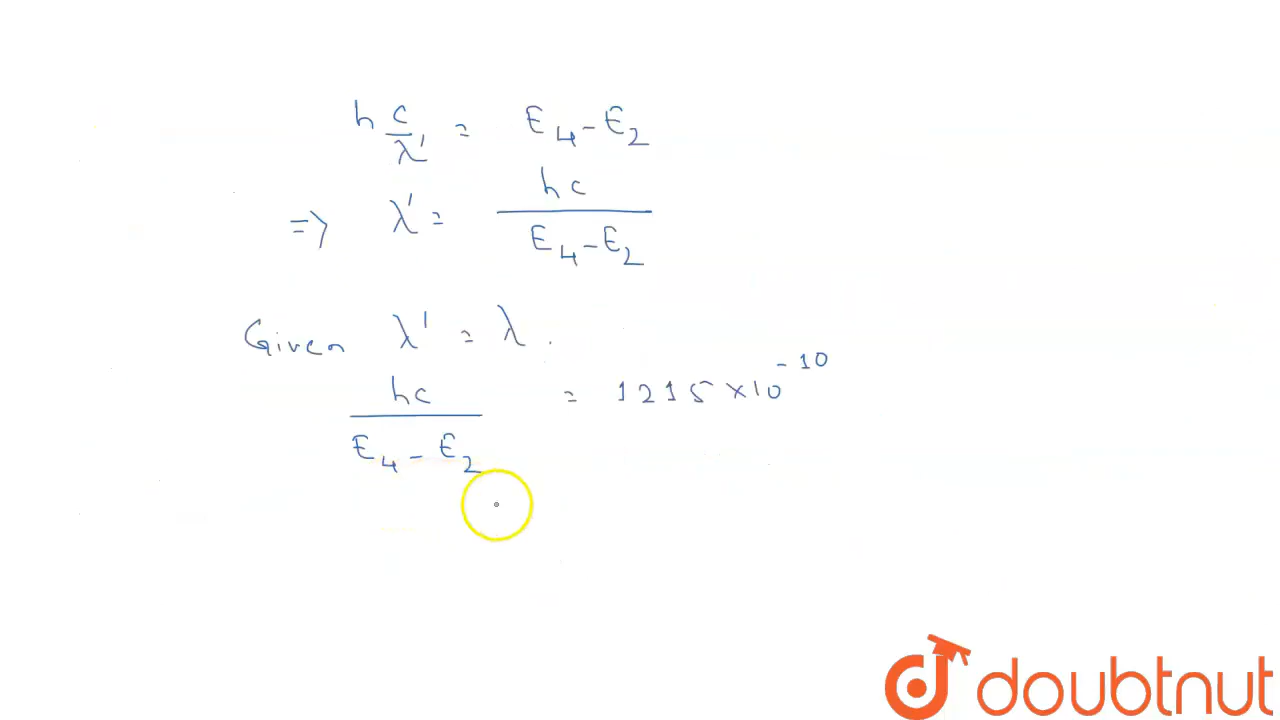 h c/λ' = E₄ - E₂
=> λ' = hc/(E₄ - E₂)
Given λ' = λ.
hc/(E₄ - E₂) = 1215 × 10⁻¹⁰
doubtnut